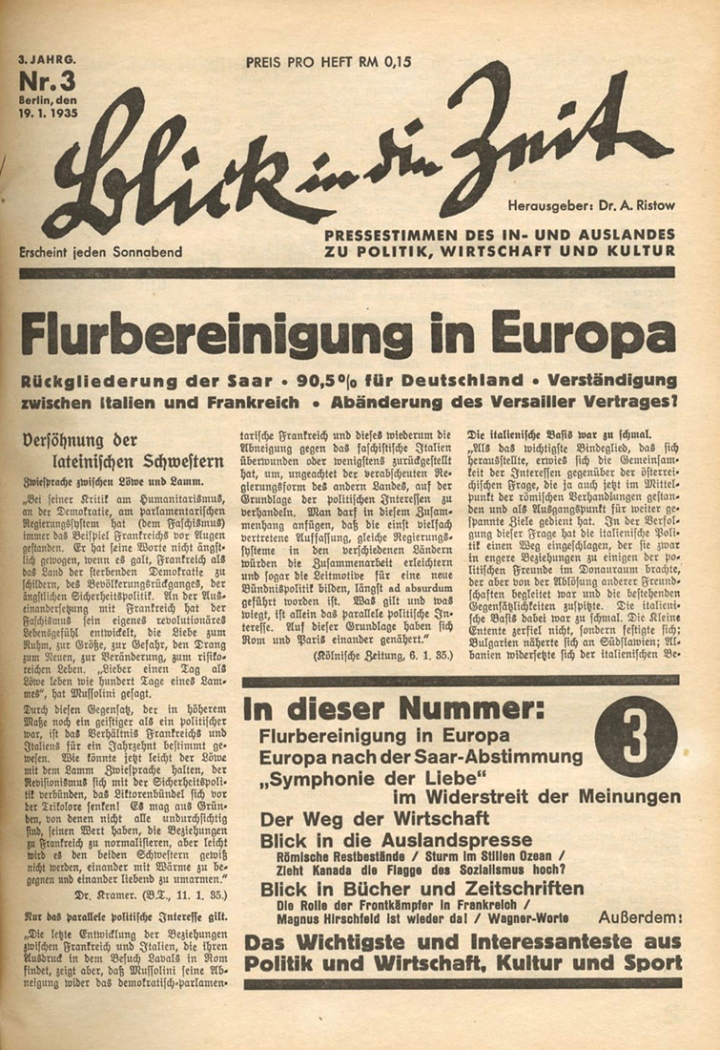 3. JAHRG.
Nr. 3
Berlin, den
19. 1. 1935
PREIS PRO HEFT RM 0,15
Blick in die Zeit
Herausgeber: Dr. A. Ristow
Erscheint jeden Sonnabend
PRESSESTIMMEN DES IN- UND AUSLANDES
ZU POLITIK, WIRTSCHAFT UND KULTUR
Flurbereinigung in Europa
Rückgliederung der Saar • 90,5% für Deutschland • Verständigung
zwischen Italien und Frankreich • Abänderung des Versailler Vertrages?
Versöhnung der
lateinischen Schwestern
Zwiesprache zwischen Löwe und Lamm.
„Bei seiner Kritik am Humanitarismus,
an der Demokratie, am parlamentarischen
Regierungssystem hat (dem Faschismus)
immer das Beispiel Frankreichs vor Augen
gestanden. Er hat seine Worte nicht ängst-
lich gewogen, wenn es galt, Frankreich als
das Land der sterbenden Demokratie zu
schildern, des Bevölkerungsrückganges, der
ängstlichen Sicherheitspolitik. An der Aus-
einandersetzung mit Frankreich hat der
Faschismus sein eigenes revolutionäres
Lebensgefühl entwickelt, die Liebe zum
Ruhm, zur Größe, zur Gefahr, den Drang
zum Neuen, zur Veränderung, zum risiko-
reichen Leben. „Lieber einen Tag als
Löwe leben wie hundert Tage eines Lam-
mes“, hat Mussolini gesagt.
Durch diesen Gegensatz, der in höherem
Maße noch ein geistiger als ein politischer
war, ist das Verhältnis Frankreichs und
Italiens für ein Jahrzehnt bestimmt ge-
wesen. Wie könnte jetzt leicht der Löwe
mit dem Lamm Zwiesprache halten, der
Revisionismus sich mit der Sicherheitspoli-
tik verbünden, das Liktorenbündel sich vor
der Trikolore senken! Es mag aus Grün-
den, von denen nicht alle undurchsichtig
sind, seinen Wert haben, die Beziehungen
zu Frankreich zu normalisieren, aber leicht
wird es den beiden Schwestern gewiß
nicht werden, einander mit Wärme zu be-
gegnen und einander liebend zu umarmen.“
Dr. Kramer. (B.T., 11. 1. 35.)
Nur das parallele politische Interesse gilt.
„Die letzte Entwicklung der Beziehungen
zwischen Frankreich und Italien, die ihren
Ausdruck in dem Besuch Lavals in Rom
findet, zeigt aber, daß Mussolini seine Ab-
neigung wider das demokratisch-parlamen-
tarische Frankreich und dieses wiederum die
Abneigung gegen das faschistische Italien
überwunden oder wenigstens zurückgestellt
hat, um, ungeachtet der verabscheuten Re-
gierungsform des andern Landes, auf der
Grundlage der politischen Interessen zu
verhandeln. Man darf in diesem Zusam-
menhang anfügen, daß die einst vielfach
vertretene Auffassung, gleiche Regierungs-
systeme in den verschiedenen Ländern
würden die Zusammenarbeit erleichtern
und sogar die Leitmotive für eine neue
Bündnispolitik bilden, längst ad absurdum
geführt worden ist. Was gilt und was
wiegt, ist allein das parallele politische In-
teresse. Auf dieser Grundlage haben sich
Rom und Paris einander genähert.“
(Kölnische Zeitung, 6. 1. 35.)
Die italienische Basis war zu schmal.
„Als das wichtigste Bindeglied, das sich
herausstellte, erwies sich die Gemeinsam-
keit der Interessen gegenüber der österrei-
chischen Frage, die ja auch jetzt im Mittel-
punkt der römischen Verhandlungen gestan-
den und als Ausgangspunkt für weiter ge-
spannte Ziele gedient hat. In der Verfol-
gung dieser Frage hat die italienische Poli-
tik einen Weg eingeschlagen, der sie zwar
in engere Beziehungen zu einigen der po-
litischen Freunde im Donauraum brachte,
der aber von der Ablösung anderer Freund-
schaften begleitet war und die bestehenden
Gegensätzlichkeiten zuspitzte. Die italieni-
sche Basis dabei war zu schmal. Die Kleine
Entente zerfiel nicht, sondern festigte sich;
Bulgarien näherte sich an Südslawien; Al-
banien widersetzte sich der italienischen Be-
In dieser Nummer:
3
Flurbereinigung in Europa
Europa nach der Saar-Abstimmung
„Symphonie der Liebe“
im Widerstreit der Meinungen
Der Weg der Wirtschaft
Blick in die Auslandspresse
Römische Restbestände / Sturm im Stillen Ozean /
Zieht Kanada die Flagge des Sozialismus hoch?
Blick in Bücher und Zeitschriften
Die Rolle der Frontkämpfer in Frankreich /
Magnus Hirschfeld ist wieder da! / Wagner-Worte
Außerdem:
Das Wichtigste und Interessanteste aus
Politik und Wirtschaft, Kultur und Sport